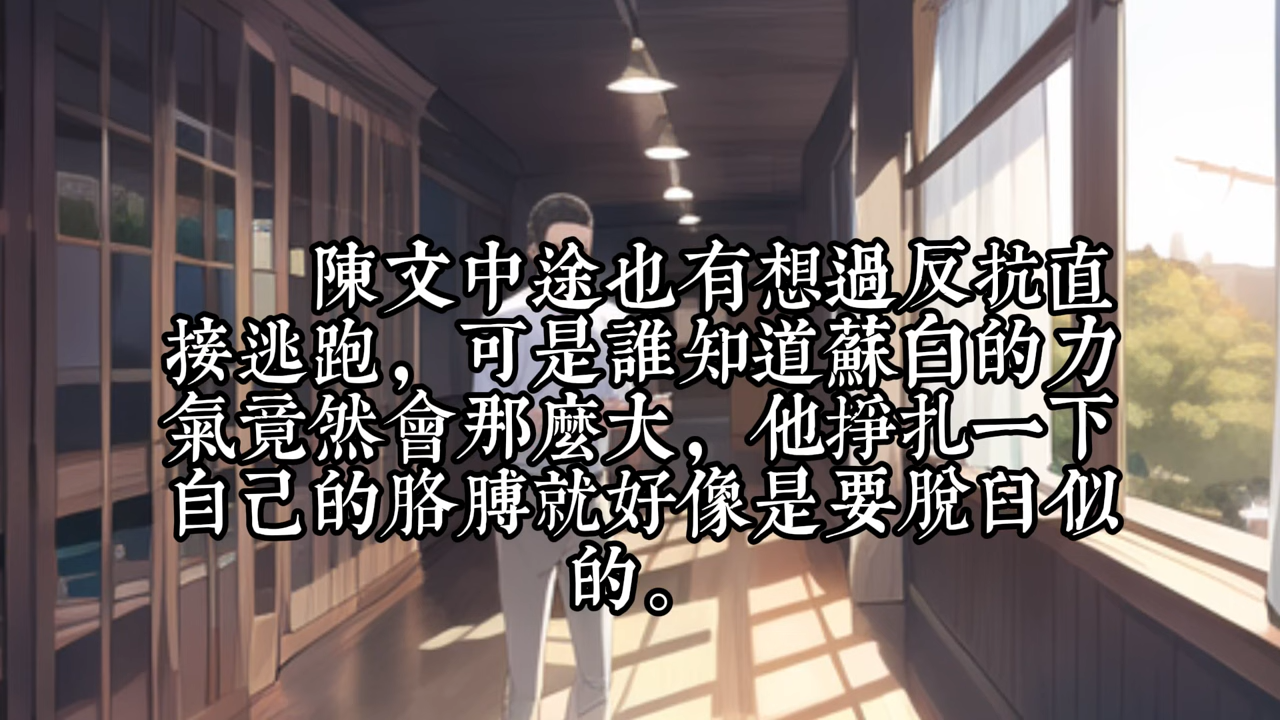 陳文中途也有想過反抗直
接逃跑，可是誰知道蘇白的力
氣竟然會那麼大，他掙扎一下
自己的胳膊就好像是要脫臼似
的。